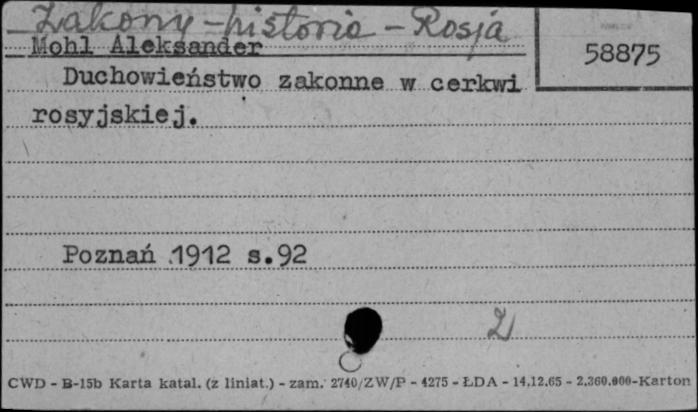 Zakony - historia - Rosja
Mohl Aleksander
58875
Duchowieństwo zakonne w cerkwi
rosyjskiej.
Poznań 1912 s.92
Z
CWD - B-15b Karta katal. (z liniat.) - zam. 2740/ZW/P - 4275 - ŁDA - 14.12.65 - 2.360.000-Karton